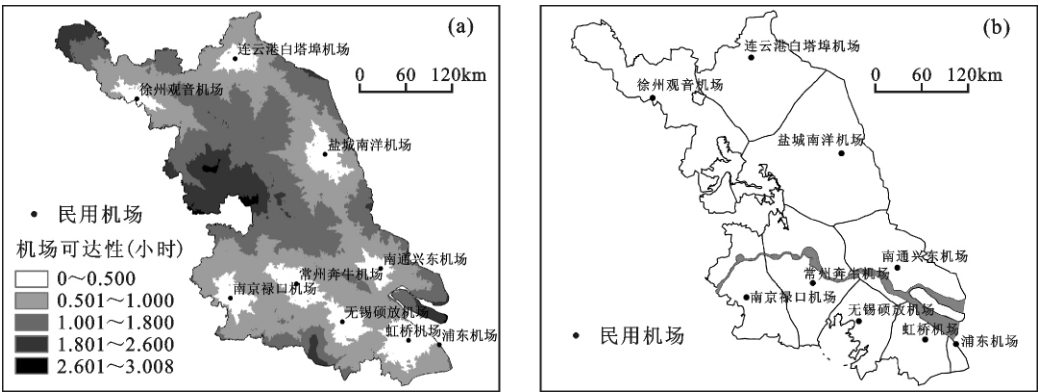 (a)
连云港白塔埠机场
0 60 120km
徐州观音机场
盐城南洋机场
民用机场
机场可达性(小时)
0～0.500
0.501～1.000
1.001～1.800
1.801～2.600
2.601～3.008
南通兴东机场
常州奔牛机场
南京禄口机场
无锡硕放机场
虹桥机场
浦东机场
(b)
连云港白塔埠机场
0 60 120km
徐州观音机场
盐城南洋机场
南通兴东机场
常州奔牛机场
南京禄口机场
无锡硕放机场
虹桥机场
浦东机场
民用机场